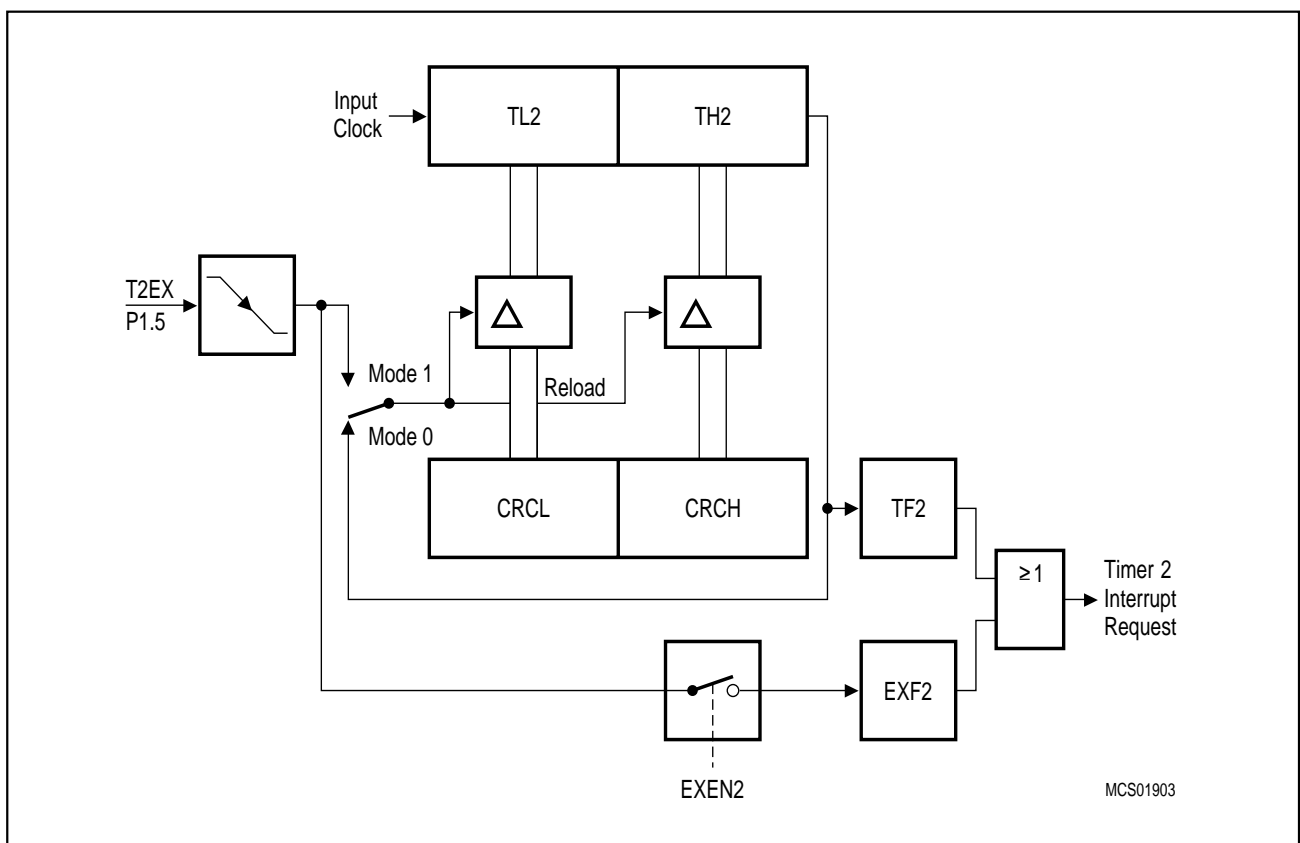 Input
Clock
TL2
TH2
T2EX
P1.5
Mode 1
Reload
Mode 0
CRCL
CRCH
TF2
≥1
Timer 2
Interrupt
Request
EXF2
EXEN2
MCS01903